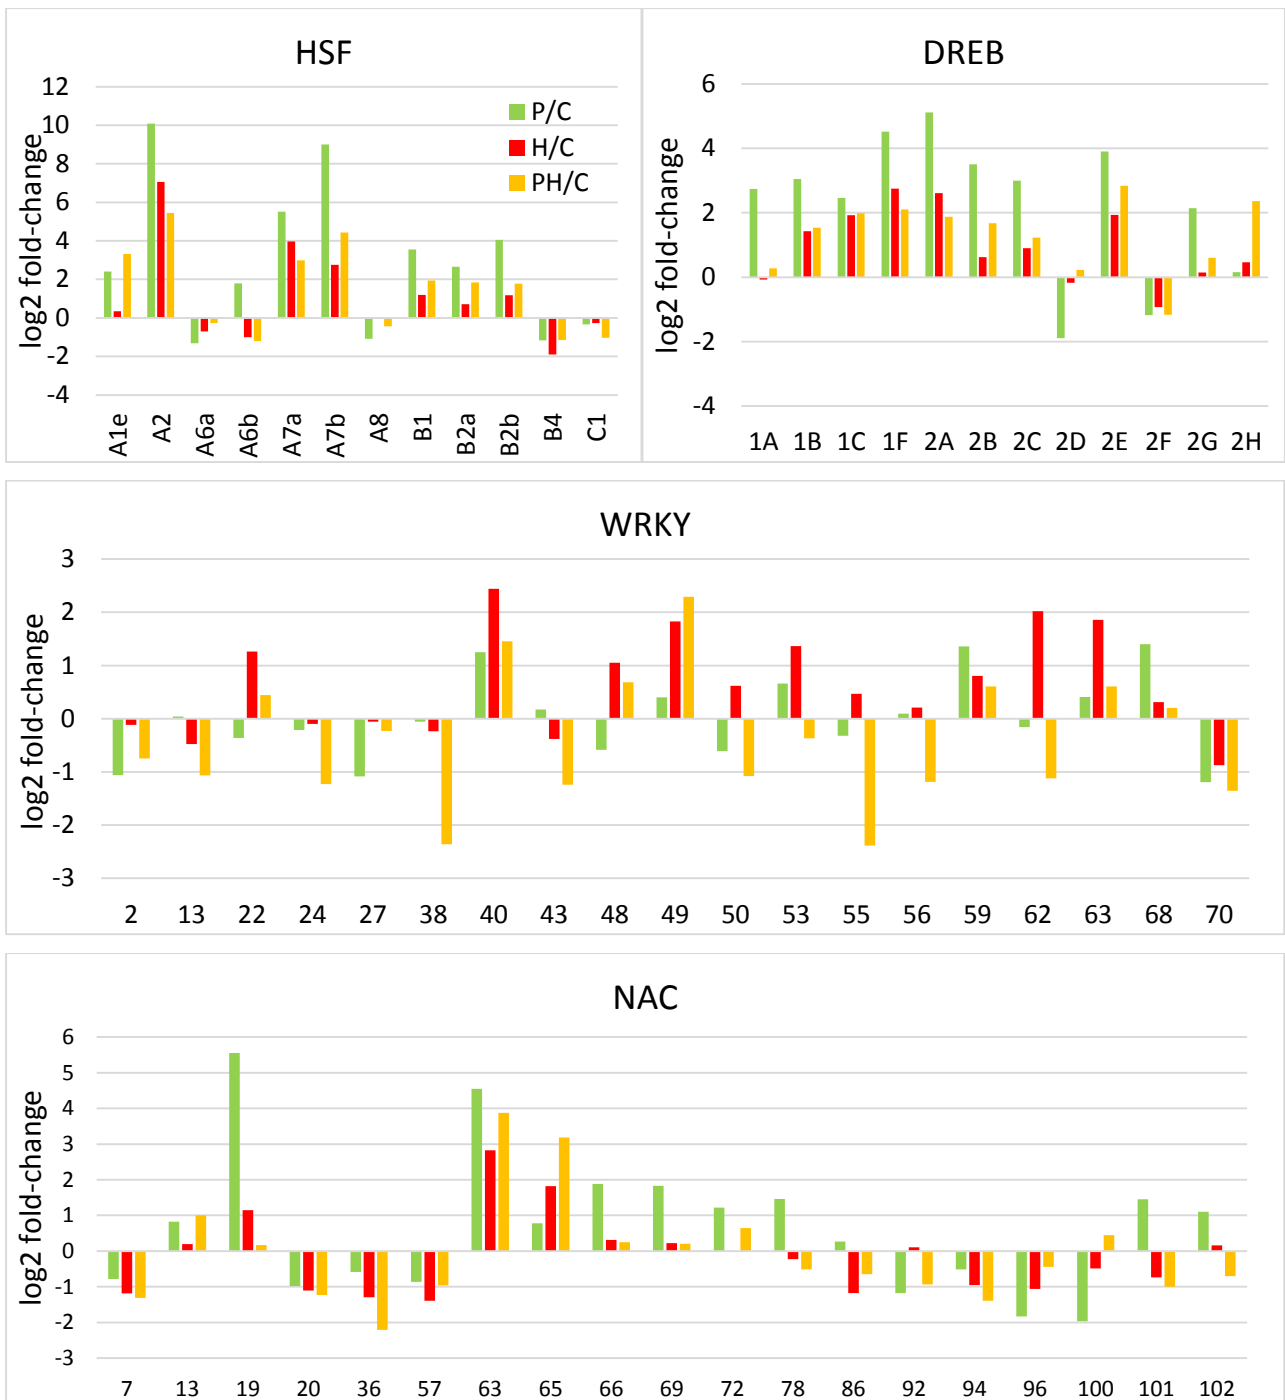 HSF
log2 fold-change
12
10
8
6
4
2
0
-2
-4
P/C
H/C
PH/C
A1e A2 A6a A6b A7a A7b A8 B1 B2a B2b B4 C1
DREB
log2 fold-change
6
4
2
0
-2
-4
1A 1B 1C 1F 2A 2B 2C 2D 2E 2F 2G 2H
WRKY
log2 fold-change
3
2
1
0
-1
-2
-3
2 13 22 24 27 38 40 43 48 49 50 53 55 56 59 62 63 68 70
NAC
log2 fold-change
6
5
4
3
2
1
0
-1
-2
-3
7 13 19 20 36 57 63 65 66 69 72 78 86 92 94 96 100 101 102